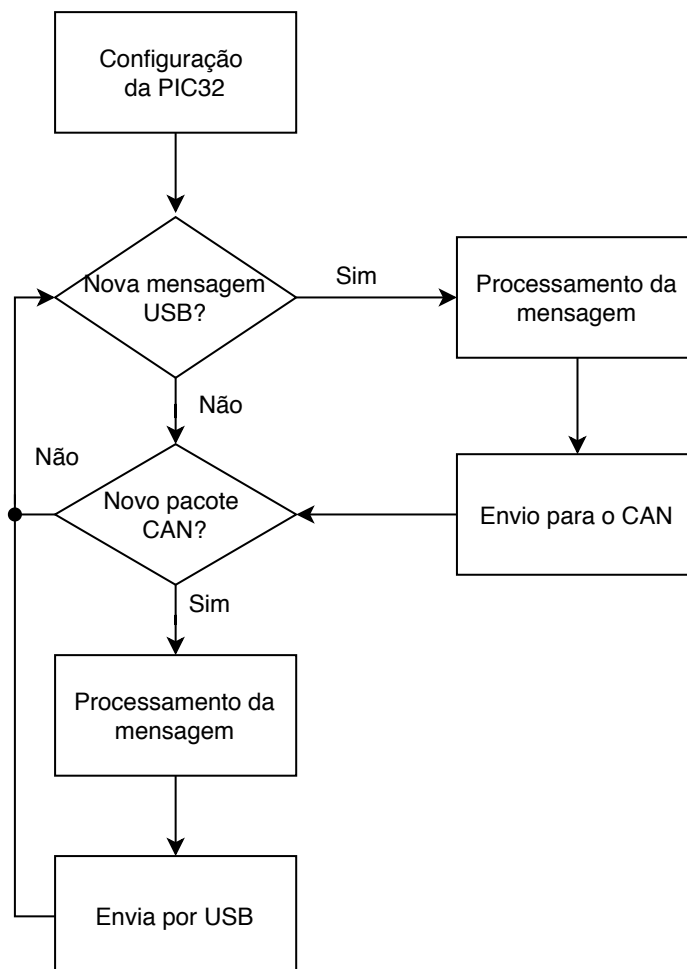 Configuração
da PIC32
Nova mensagem
USB?
Sim
Processamento da
mensagem
Não
Não
Novo pacote
CAN?
Envio para o CAN
Sim
Processamento da
mensagem
Envia por USB